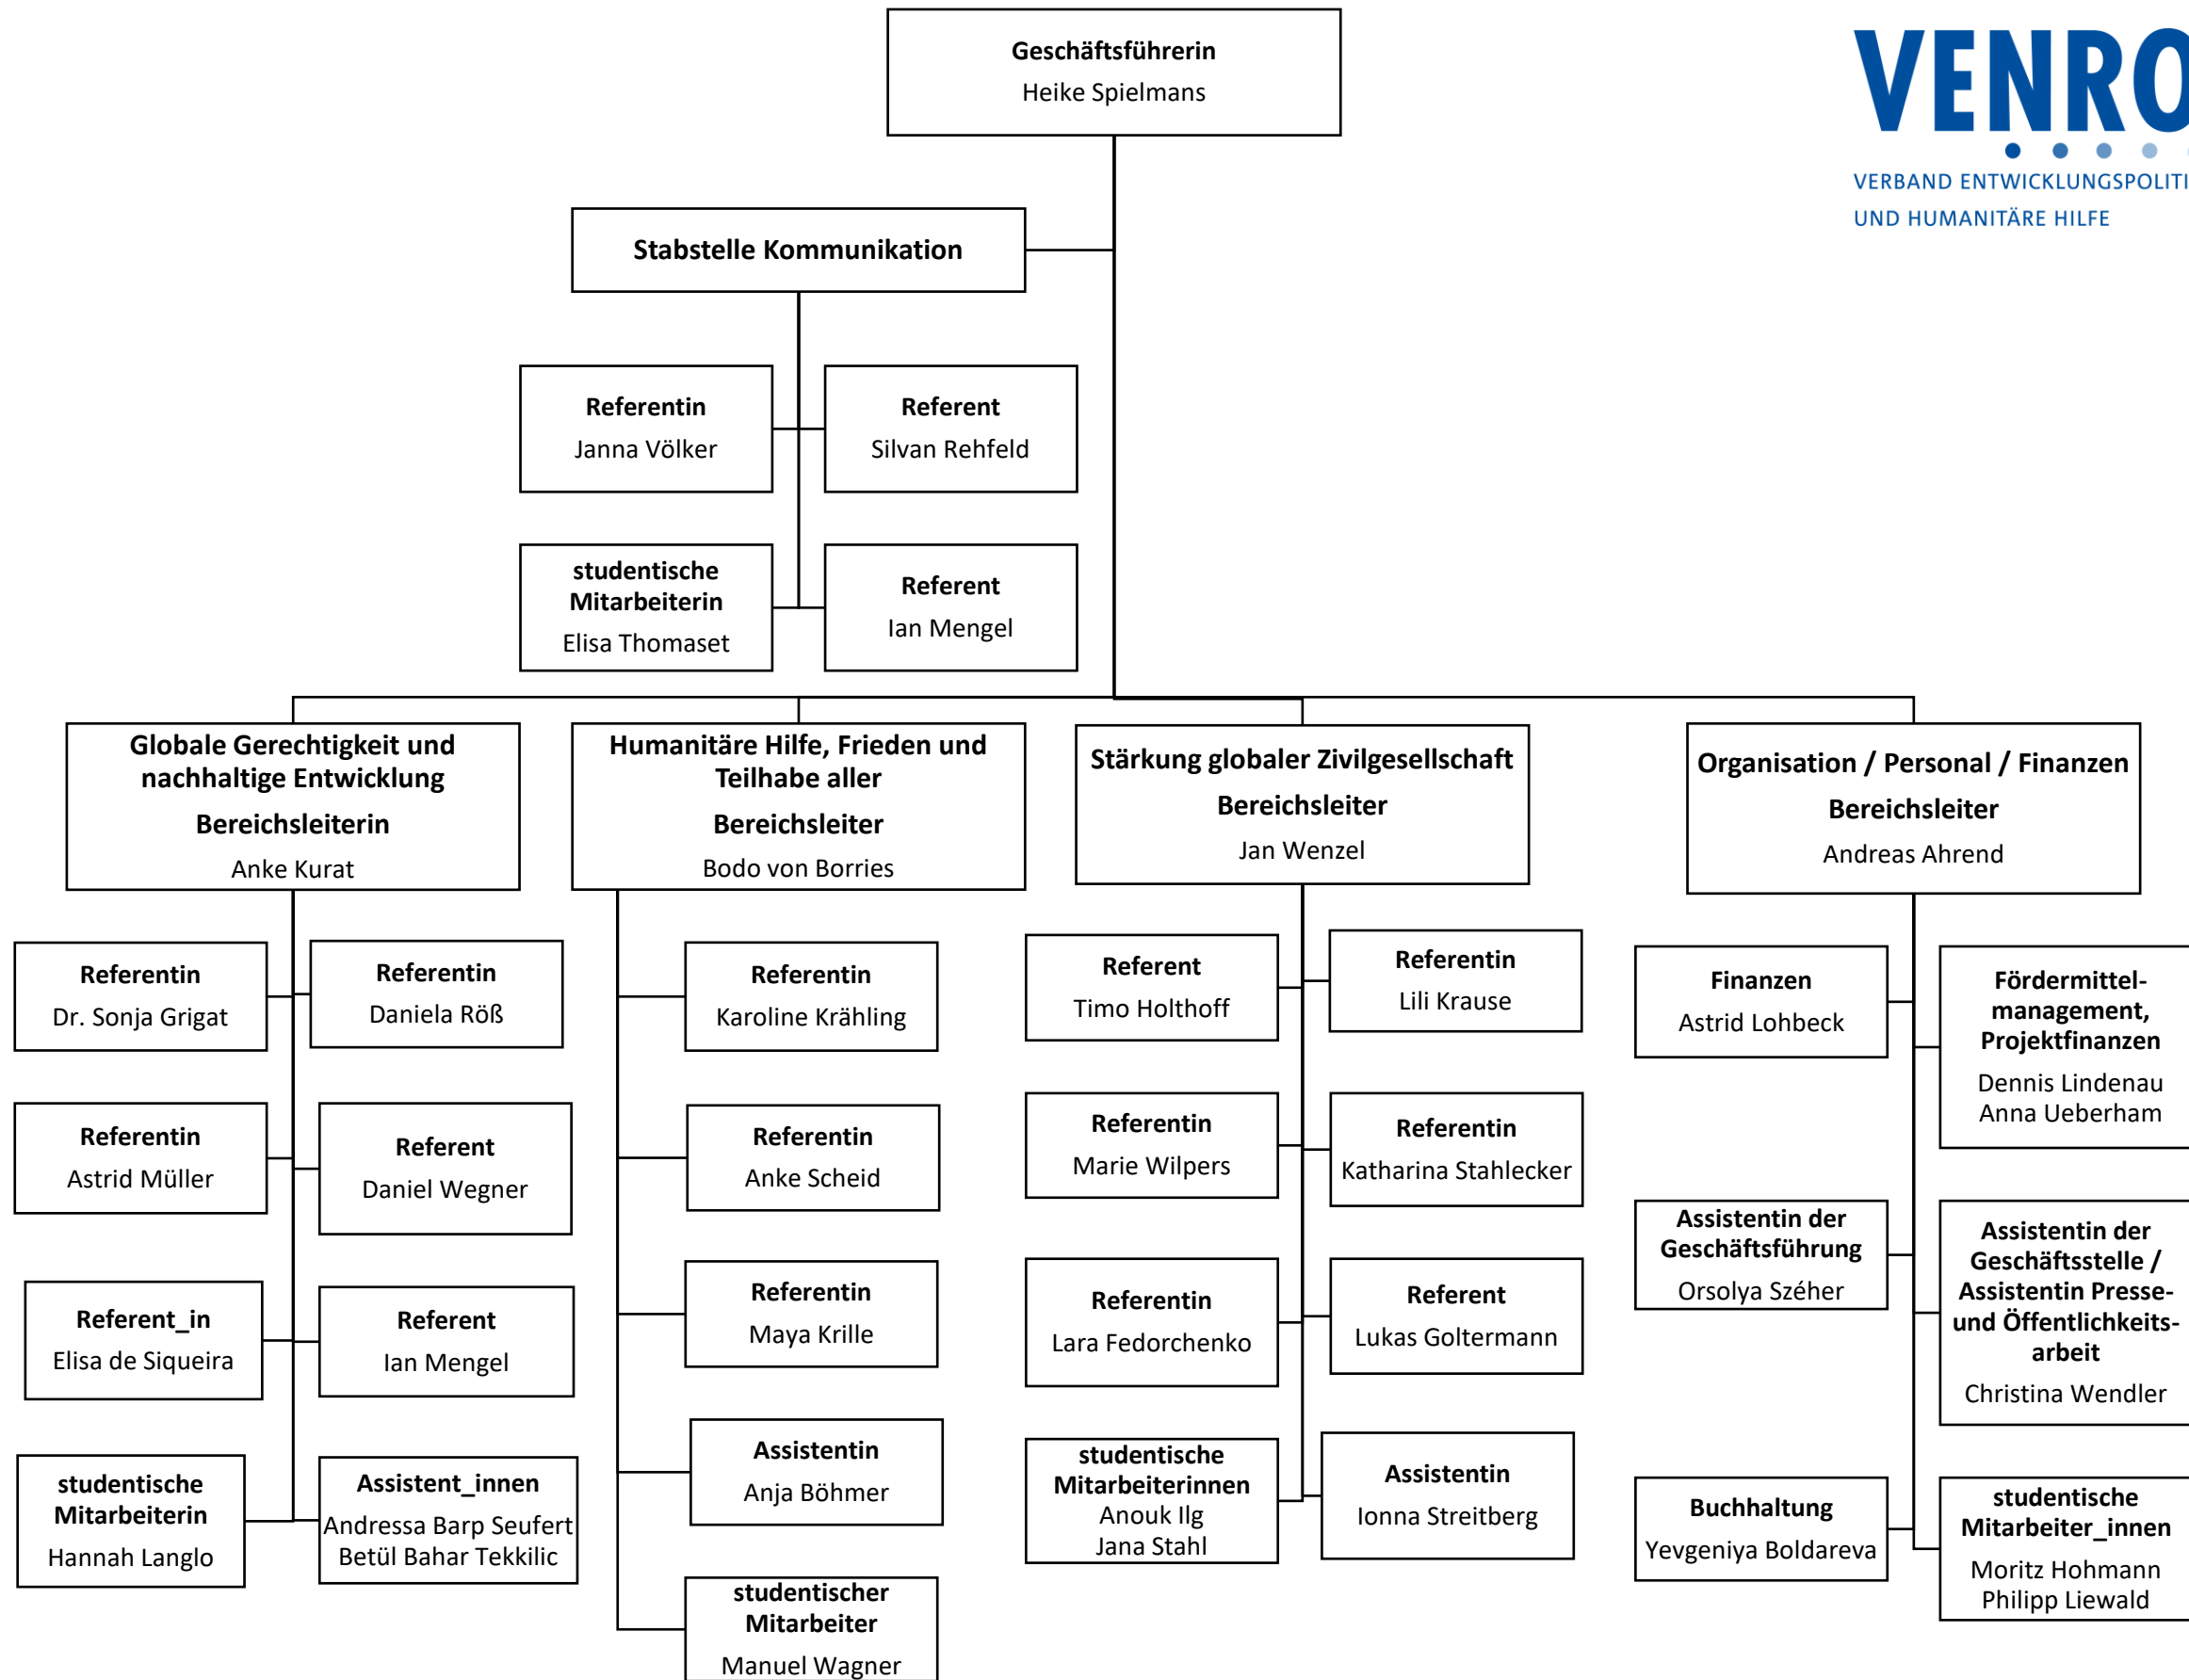 Geschäftsführerin
Heike Spielmans
VENRO
VERBAND ENTWICKLUNGSPOLITI
UND HUMANITÄRE HILFE
Stabstelle Kommunikation
Referentin
Janna Völker
Referent
Silvan Rehfeld
studentische
Mitarbeiterin
Elisa Thomaset
Referent
Ian Mengel
Globale Gerechtigkeit und
nachhaltige Entwicklung
Bereichsleiterin
Anke Kurat
Referentin
Dr. Sonja Grigat
Referentin
Daniela Röß
Referentin
Astrid Müller
Referent
Daniel Wegner
Referent_in
Elisa de Siqueira
Referent
Ian Mengel
studentische
Mitarbeiterin
Hannah Langlo
Assistent_innen
Andressa Barp Seufert
Betül Bahar Tekkilic
Humanitäre Hilfe, Frieden und
Teilhabe aller
Bereichsleiter
Bodo von Borries
Referentin
Karoline Krähling
Referentin
Anke Scheid
Referentin
Maya Krille
Assistentin
Anja Böhmer
studentischer
Mitarbeiter
Manuel Wagner
Stärkung globaler Zivilgesellschaft
Bereichsleiter
Jan Wenzel
Referent
Timo Holthoff
Referentin
Lili Krause
Referentin
Marie Wilpers
Referentin
Katharina Stahlecker
Referentin
Lara Fedorchenko
Referent
Lukas Goltermann
studentische
Mitarbeiterinnen
Anouk Ilg
Jana Stahl
Assistentin
Ionna Streitberg
Organisation / Personal / Finanzen
Bereichsleiter
Andreas Ahrend
Finanzen
Astrid Lohbeck
Fördermittel-
management,
Projektfinanzen
Dennis Lindenau
Anna Ueberham
Assistentin der
Geschäftsführung
Orsolya Széher
Assistentin der
Geschäftsstelle /
Assistentin Presse-
und Öffentlichkeits-
arbeit
Christina Wendler
Buchhaltung
Yevgeniya Boldareva
studentische
Mitarbeiter_innen
Moritz Hohmann
Philipp Liewald